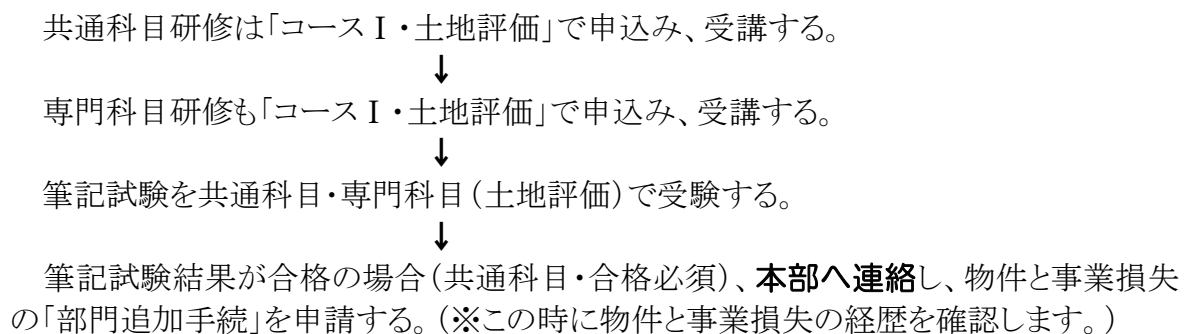 共通科目研修は「コースⅠ・土地評価」で申込み、受講する。
↓
専門科目研修も「コースⅠ・土地評価」で申込み、受講する。
↓
筆記試験を共通科目・専門科目(土地評価)で受験する。
↓
筆記試験結果が合格の場合(共通科目・合格必須)、本部へ連絡し、物件と事業損失
の「部門追加手続」を申請する。(※この時に物件と事業損失の経歴を確認します。)